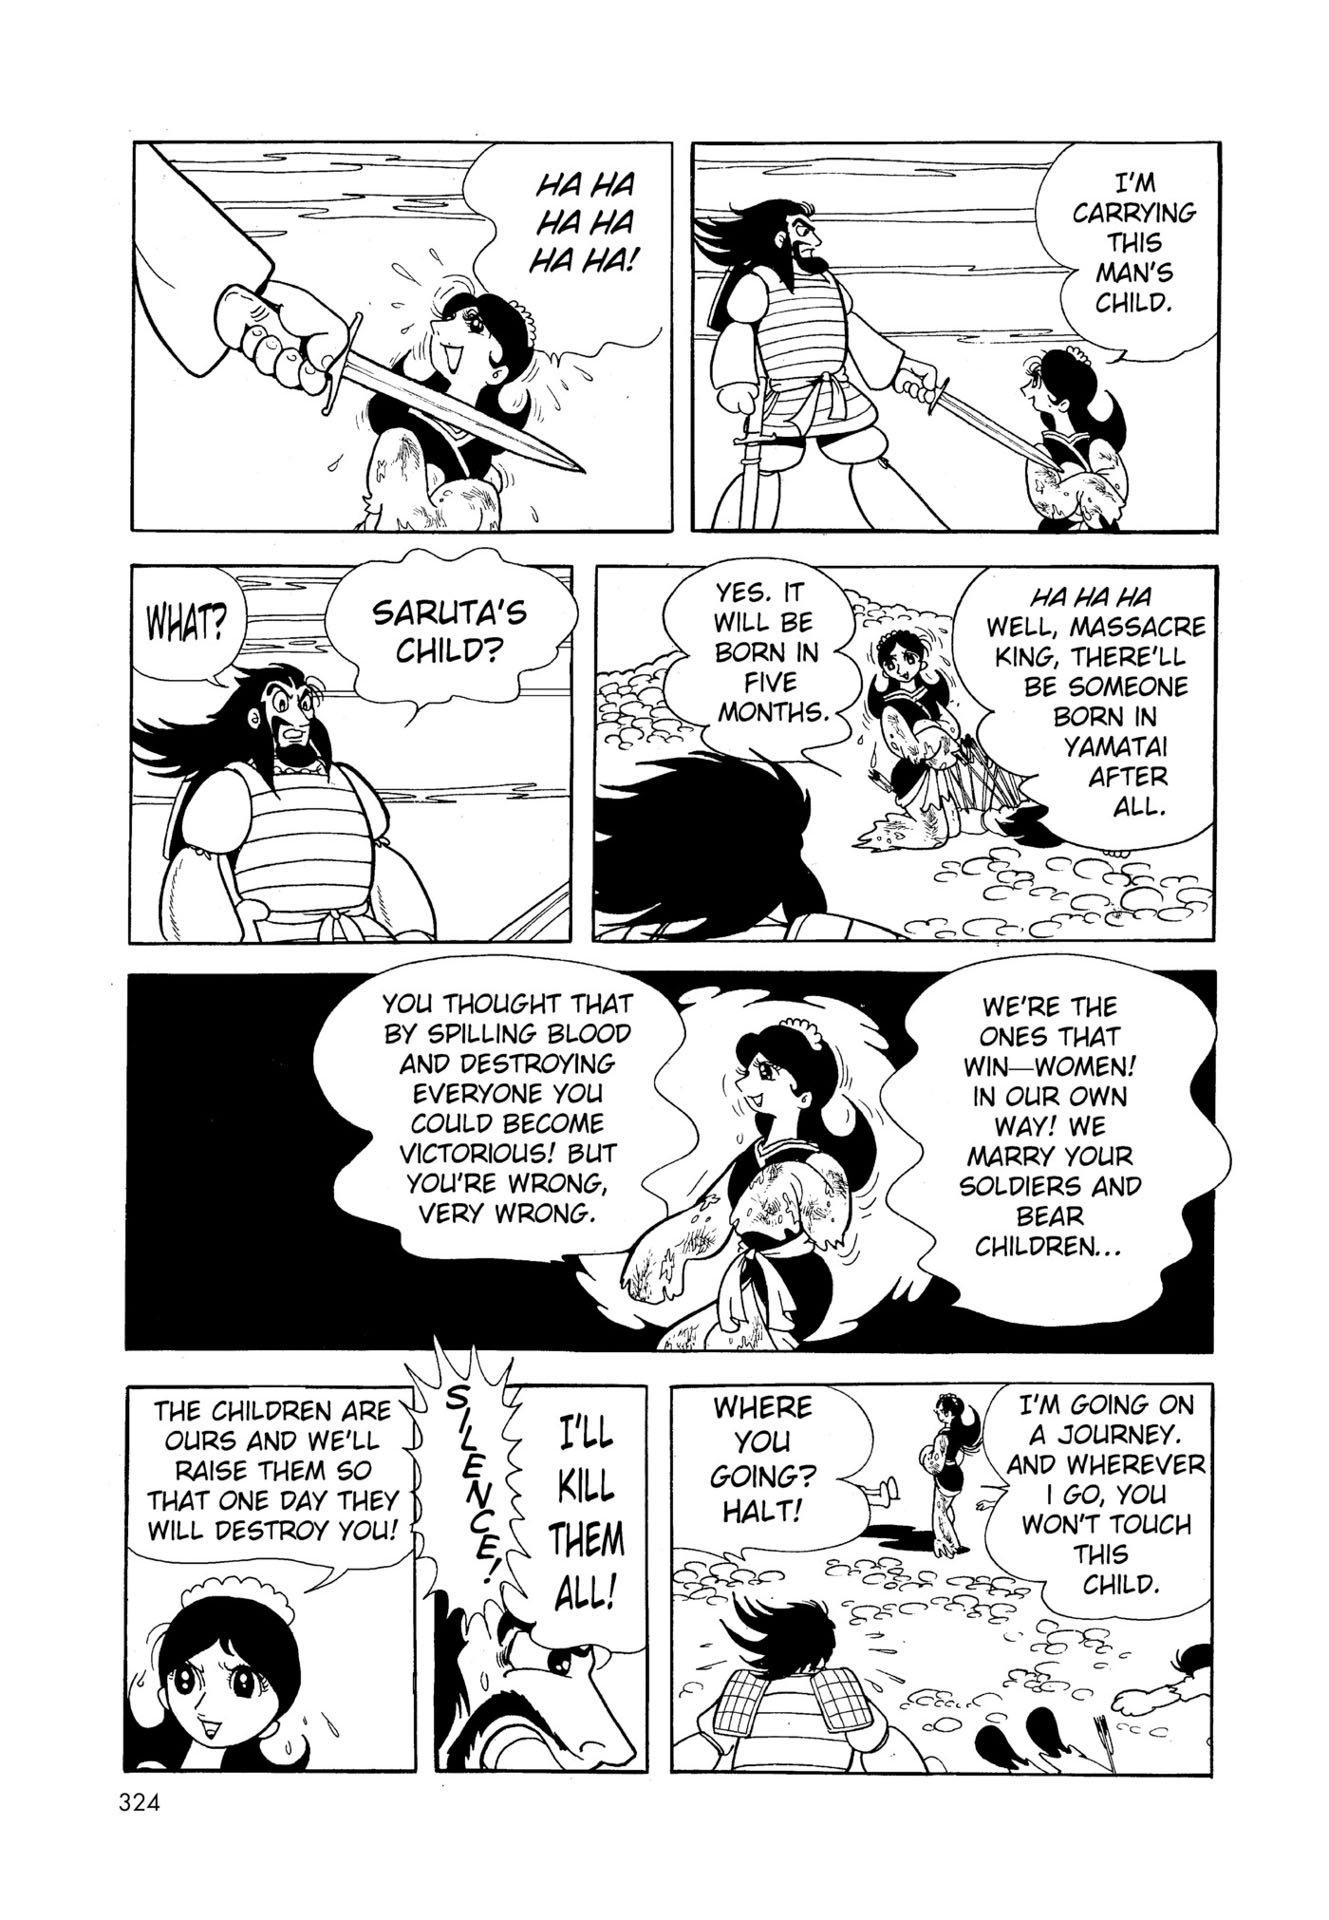 HA HA
HA HA
HA HA!
I'M
CARRYING
THIS
MAN'S
CHILD.
WHAT?
SARUTA'S
CHILD?
YES. IT
WILL BE
BORN IN
FIVE
MONTHS.
HA HA HA
WELL, MASSACRE
KING, THERE'LL
BE SOMEONE
BORN IN
YAMATAI
AFTER
ALL.
YOU THOUGHT THAT
BY SPILLING BLOOD
AND DESTROYING
EVERYONE YOU
COULD BECOME
VICTORIOUS! BUT
YOU'RE WRONG,
VERY WRONG.
WE'RE THE
ONES THAT
WIN—WOMEN!
IN OUR OWN
WAY! WE
MARRY YOUR
SOLDIERS AND
BEAR
CHILDREN...
THE CHILDREN ARE
OURS AND WE'LL
RAISE THEM SO
THAT ONE DAY THEY
WILL DESTROY YOU!
SILENCE!
I'LL
KILL
THEM
ALL!
WHERE
YOU
GOING?
HALT!
I'M GOING ON
A JOURNEY.
AND WHEREVER
I GO, YOU
WON'T TOUCH
THIS
CHILD.
324